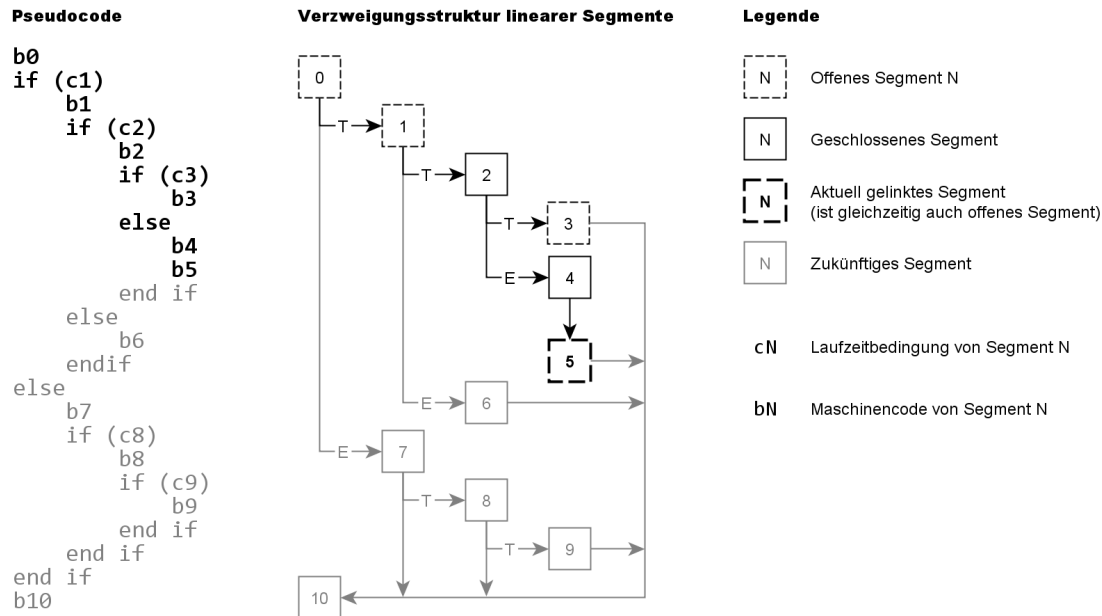 Pseudocode
b0
if (c1)
b1
if (c2)
b2
if (c3)
b3
else
b4
b5
end if
else
b6
endif
else
b7
if (c8)
b8
if (c9)
b9
end if
end if
end if
b10
Verzweigungsstruktur linearer Segmente
0
T
1
T
2
T
3
E
4
5
E
6
E
7
T
8
T
9
10
Legende
N Offenes Segment N
N Geschlossenes Segment
N Aktuell gelinktes Segment
(ist gleichzeitig auch offenes Segment)
N Zukünftiges Segment
cN Laufzeitbedingung von Segment N
bN Maschinencode von Segment N